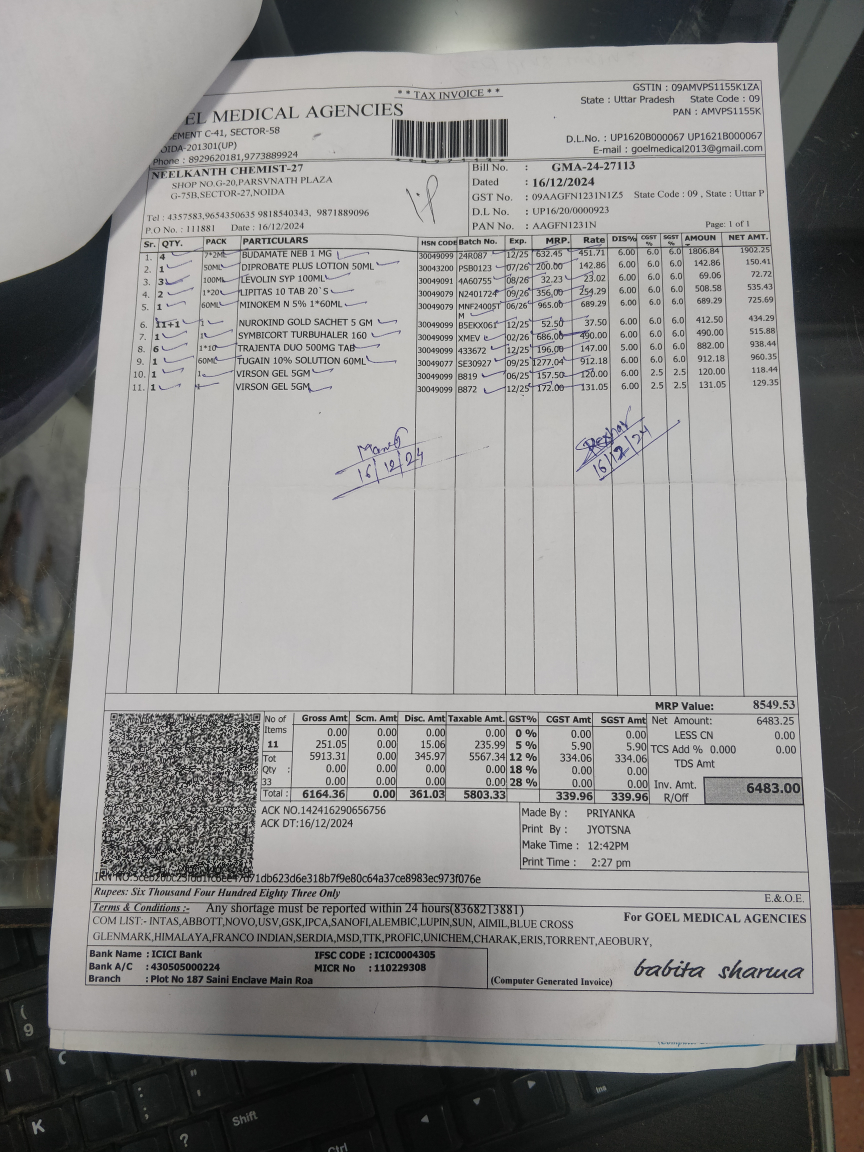 * * TAX INVOICE * *
GSTIN : 09AMVPS1155K1ZA
State : Uttar Pradesh State Code : 09
PAN : AMVPS1155K
EL MEDICAL AGENCIES
EMENT C-41, SECTOR-58
OIDA-201301(UP)
Phone : 8929620181,9773889924
D.L.No. : UP1620B000067 UP1621B000067
E-mail : goelmedical2013@gmail.com
NEELKANTH CHEMIST-27
SHOP NO.G-20,PARSVNATH PLAZA
G-75B,SECTOR-27,NOIDA
Tel : 4357583,9654350635 9818540343, 9871889096
P.O No. : 111881 Date : 16/12/2024
Bill No. : GMA-24-27113
Dated : 16/12/2024
GST No. : 09AAGFN1231N1Z5 State Code : 09 , State : Uttar P
D.L No. : UP16/20/0000923
PAN No. : AAGFN1231N Page: 1 of 1
Sr. QTY. PACK PARTICULARS HSN CODE Batch No. Exp. MRP. Rate DIS% CGST % SGST % AMOUN NET AMT.
1. 4 7*2ML BUDAMATE NEB 1 MG 30049099 24R087 12/25 632.45 451.71 6.00 6.0 6.0 1806.84 1902.25
2. 1 50ML DIPROBATE PLUS LOTION 50ML 30043200 PSB0123 07/26 200.00 142.86 6.00 6.0 6.0 142.86 150.41
3. 3 100ML LEVOLIN SYP 100ML 30049091 4A60755 08/26 32.23 23.02 6.00 6.0 6.0 69.06 72.72
4. 2 1*20 LIPITAS 10 TAB 20`S 30049079 N2401724 09/26 356.00 254.29 6.00 6.0 6.0 508.58 535.43
5. 1 60ML MINOKEM N 5% 1*60ML 30049079 MNF24005T 06/26 965.00 689.29 6.00 6.0 6.0 689.29 725.69
M
6. 11+1 1 NUROKIND GOLD SACHET 5 GM 30049099 B5EKX061 12/25 52.50 37.50 6.00 6.0 6.0 412.50 434.29
7. 1 1 SYMBICORT TURBUHALER 160 30049099 XMEV 02/26 686.00 490.00 6.00 6.0 6.0 490.00 515.88
8. 6 1*10 TRAJENTA DUO 500MG TAB 30049099 433672 12/25 196.00 147.00 5.00 6.0 6.0 882.00 938.44
9. 1 60ML TUGAIN 10% SOLUTION 60ML 30049077 SE30927 09/25 1277.04 912.18 6.00 6.0 6.0 912.18 960.35
10. 1 1 VIRSON GEL 5GM 30049099 B819 06/25 157.50 120.00 6.00 2.5 2.5 120.00 118.44
11. 1 VIRSON GEL 5GM 30049099 B872 12/25 172.00 131.05 6.00 2.5 2.5 131.05 129.35
16/12/24
16/12/24
MRP Value: 8549.53
No of Items 11 Tot Qty : 33
Gross Amt Scm. Amt Disc. Amt Taxable Amt. GST% CGST Amt SGST Amt
0.00 0.00 0.00 0.00 0 % 0.00 0.00
251.05 0.00 15.06 235.99 5 % 5.90 5.90
5913.31 0.00 345.97 5567.34 12 % 334.06 334.06
0.00 0.00 0.00 0.00 18 % 0.00 0.00
0.00 0.00 0.00 0.00 28 % 0.00 0.00
Total : 6164.36 0.00 361.03 5803.33 339.96 339.96
Net Amount: 6483.25
LESS CN 0.00
TCS Add % 0.000 0.00
TDS Amt
Inv. Amt. 6483.00
R/Off
ACK NO.142416290656756
ACK DT:16/12/2024
Made By : PRIYANKA
Print By : JYOTSNA
Make Time : 12:42PM
Print Time : 2:27 pm
Rupees: Six Thousand Four Hundred Eighty Three Only
E.& O.E.
Terms & Conditions :- Any shortage must be reported within 24 hours(8368213881)
COM LIST:- INTAS,ABBOTT,NOVO,USV,GSK,IPCA,SANOFI,ALEMBIC,LUPIN,SUN, AIMIL,BLUE CROSS
GLENMARK,HIMALAYA,FRANCO INDIAN,SERDIA,MSD,TTK,PROFIC,UNICHEM,CHARAK,ERIS,TORRENT,AEOBURY,
For GOEL MEDICAL AGENCIES
Bank Name : ICICI Bank IFSC CODE : ICIC0004305
Bank A/C : 430505000224 MICR No : 110229308
Branch : Plot No 187 Saini Enclave Main Roa
(Computer Generated Invoice)
babita sharma
( 9
I
K
: ;
?
Shift
Ctrl
Ins